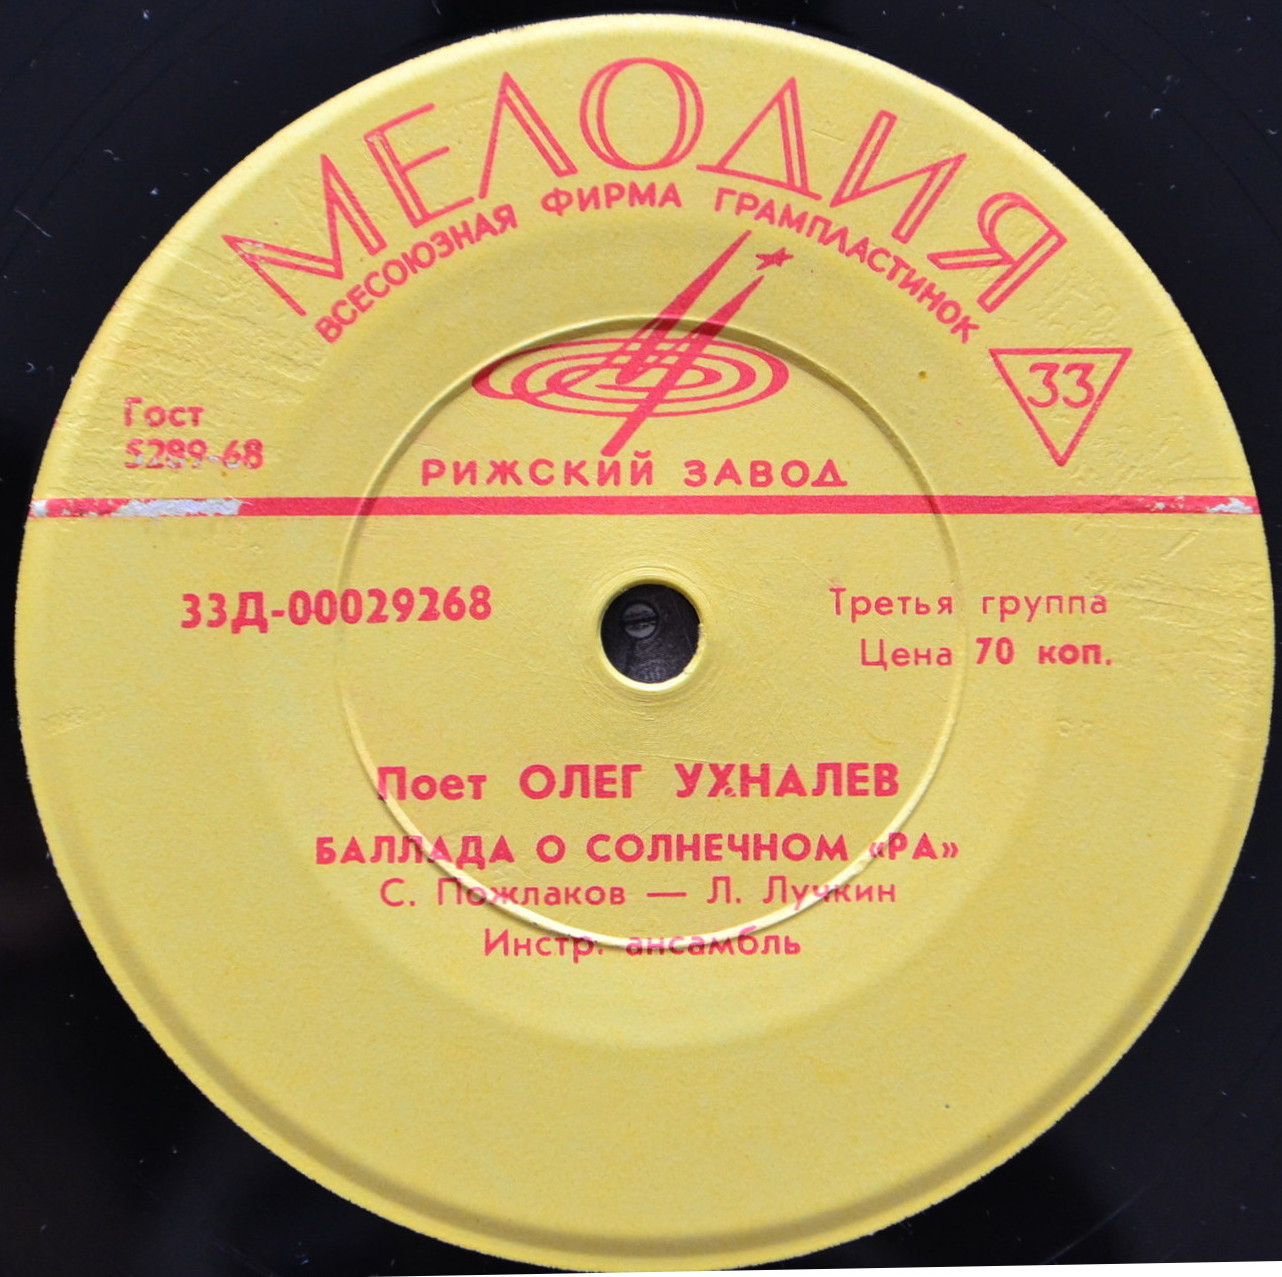 МЕЛОДИЯ
ВСЕСОЮЗНАЯ ФИРМА ГРАМПЛАСТИНОК
33
Гост
5289-68
РИЖСКИЙ ЗАВОД
33Д-00029268
Третья группа
Цена 70 коп.
Поет ОЛЕГ УХНАЛЕВ
БАЛЛАДА О СОЛНЕЧНОМ «РА»
С. Пожлаков — Л. Лучкин
Инстр. ансамбль